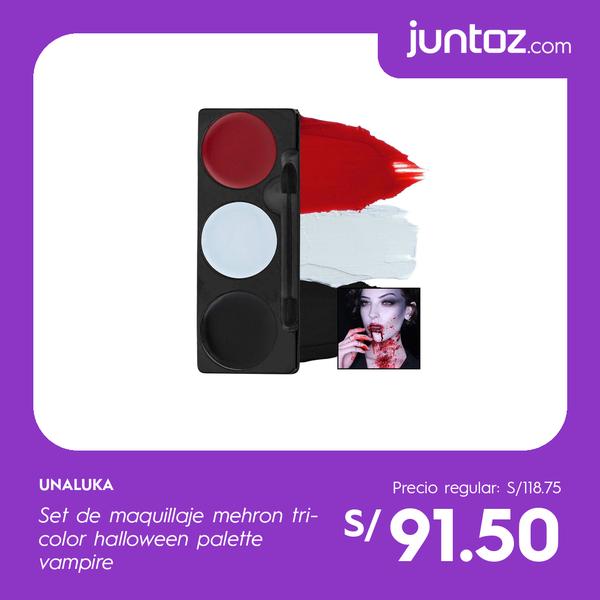 juntoz.com
UNALUKA
Set de maquillaje mehron tri-
color halloween palette
vampire
Precio regular: S/118.75
S/91.50